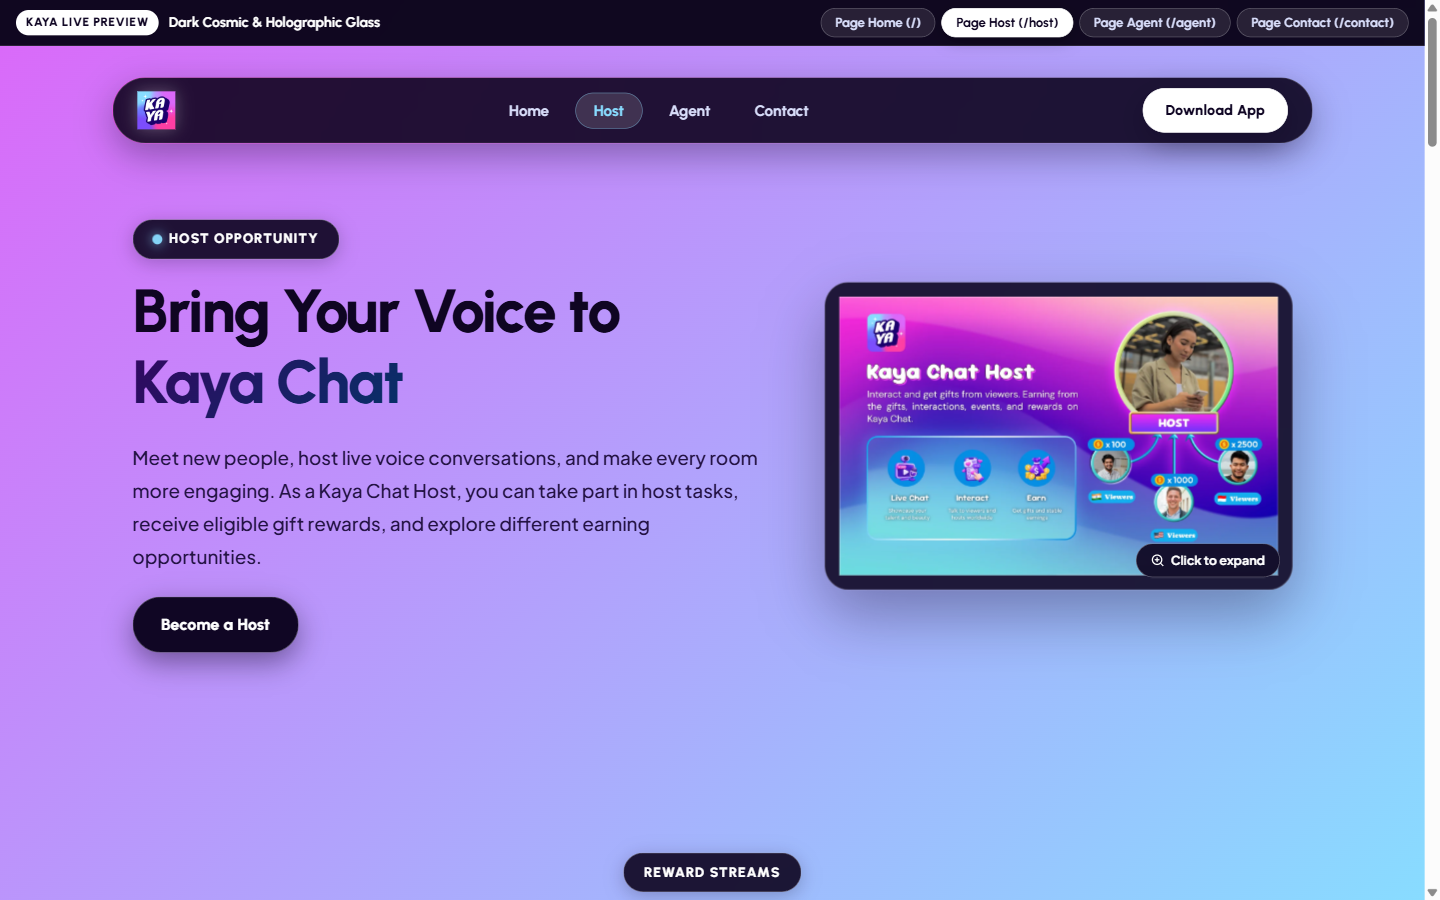 KAYA LIVE PREVIEW
Dark Cosmic & Holographic Glass
Page Home (/)
Page Host (/host)
Page Agent (/agent)
Page Contact (/contact)
KA
YA
Home
Host
Agent
Contact
Download App
HOST OPPORTUNITY
Bring Your Voice to
Kaya Chat
Meet new people, host live voice conversations, and make every room
more engaging. As a Kaya Chat Host, you can take part in host tasks,
receive eligible gift rewards, and explore different earning
opportunities.
Become a Host
KA
YA
Kaya Chat Host
Interact and get gifts from viewers. Earning from
the gifts, interactions, events, and rewards on
Kaya Chat.
Live Chat
Interact
Earn
HOST
x 100
x 2500
x 1000
Viewers
Viewers
Viewers
Click to expand
REWARD STREAMS